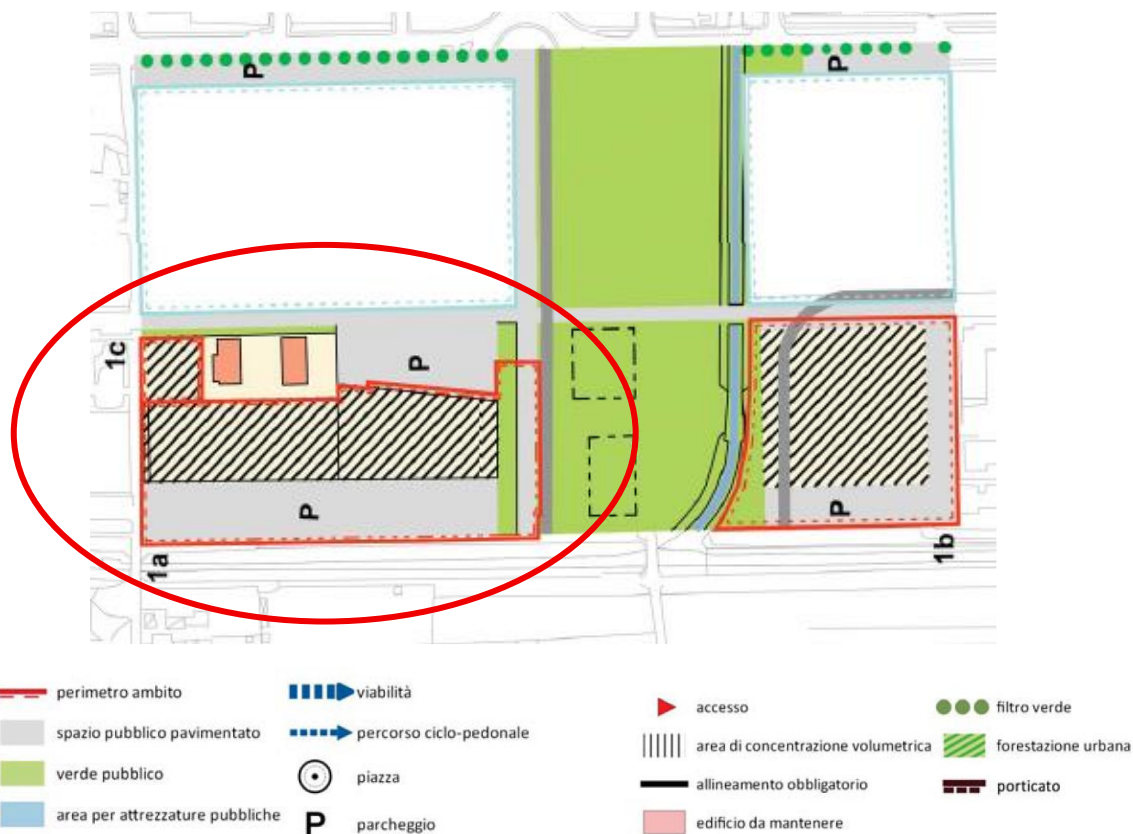 P
P
1c
P
P
P
1a
1b
perimetro ambito
viabilità
accesso
filtro verde
spazio pubblico pavimentato
percorso ciclo-pedonale
area di concentrazione volumetrica
forestazione urbana
verde pubblico
piazza
allineamento obbligatorio
porticato
area per attrezzature pubbliche
P parcheggio
edificio da mantenere